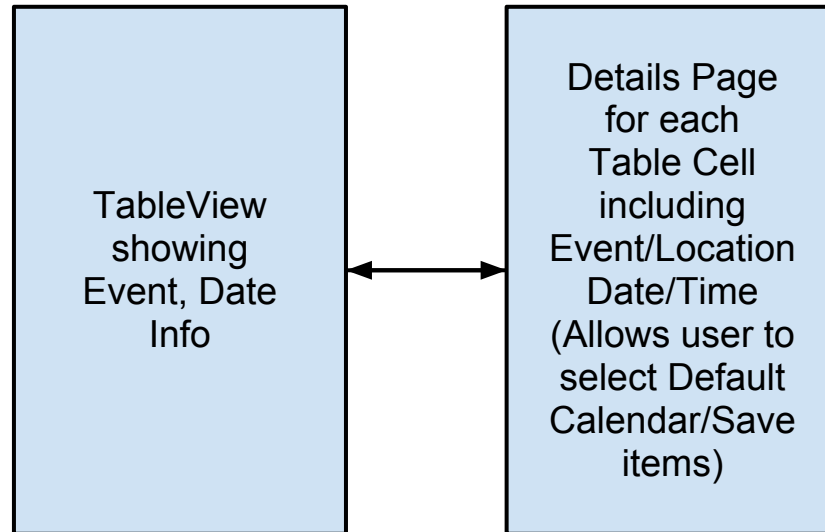 TableView
showing
Event, Date
Info
Details Page
for each
Table Cell
including
Event/Location
Date/Time
(Allows user to
select Default
Calendar/Save
items)